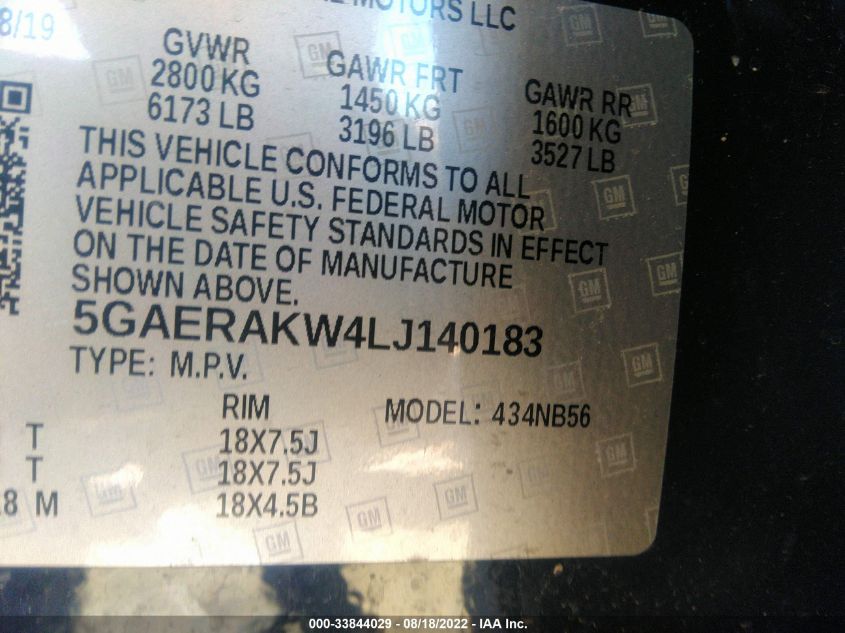 MOTORS LLC
8/19
GVWR
2800 KG
6173 LB
GAWR FRT
1450 KG
3196 LB
GAWR RR
1600 KG
3527 LB
THIS VEHICLE CONFORMS TO ALL
APPLICABLE U.S. FEDERAL MOTOR
VEHICLE SAFETY STANDARDS IN EFFECT
ON THE DATE OF MANUFACTURE
SHOWN ABOVE.
5GAERAKW4LJ140183
TYPE: M.P.V.
RIM
MODEL: 434NB56
T 18X7.5J
T 18X7.5J
8 M 18X4.5B
GM
000-33844029 - 08/18/2022 - IAA Inc.